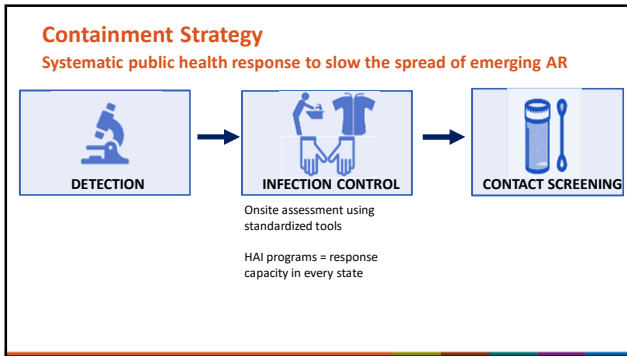 Containment Strategy
Systematic public health response to slow the spread of emerging AR
DETECTION
INFECTION CONTROL
CONTACT SCREENING
Onsite assessment using
standardized tools
HAI programs = response
capacity in every state